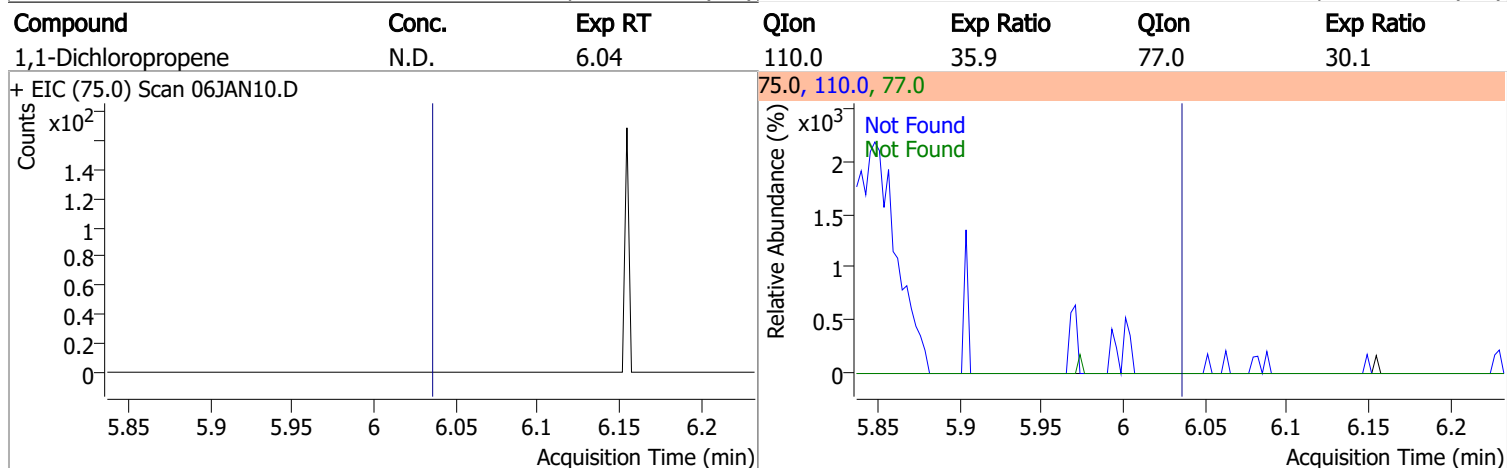 Compound Conc. Exp RT QIon Exp Ratio QIon Exp Ratio
1,1-Dichloropropene N.D. 6.04 110.0 35.9 77.0 30.1
+ EIC (75.0) Scan 06JAN10.D
Counts
x10²
1.4
1.2
1
0.8
0.6
0.4
0.2
0
5.85 5.9 5.95 6 6.05 6.1 6.15 6.2
Acquisition Time (min)
75.0, 110.0, 77.0
Relative Abundance (%)
x10³
Not Found
Not Found
2
1.5
1
0.5
0
5.85 5.9 5.95 6 6.05 6.1 6.15 6.2
Acquisition Time (min)